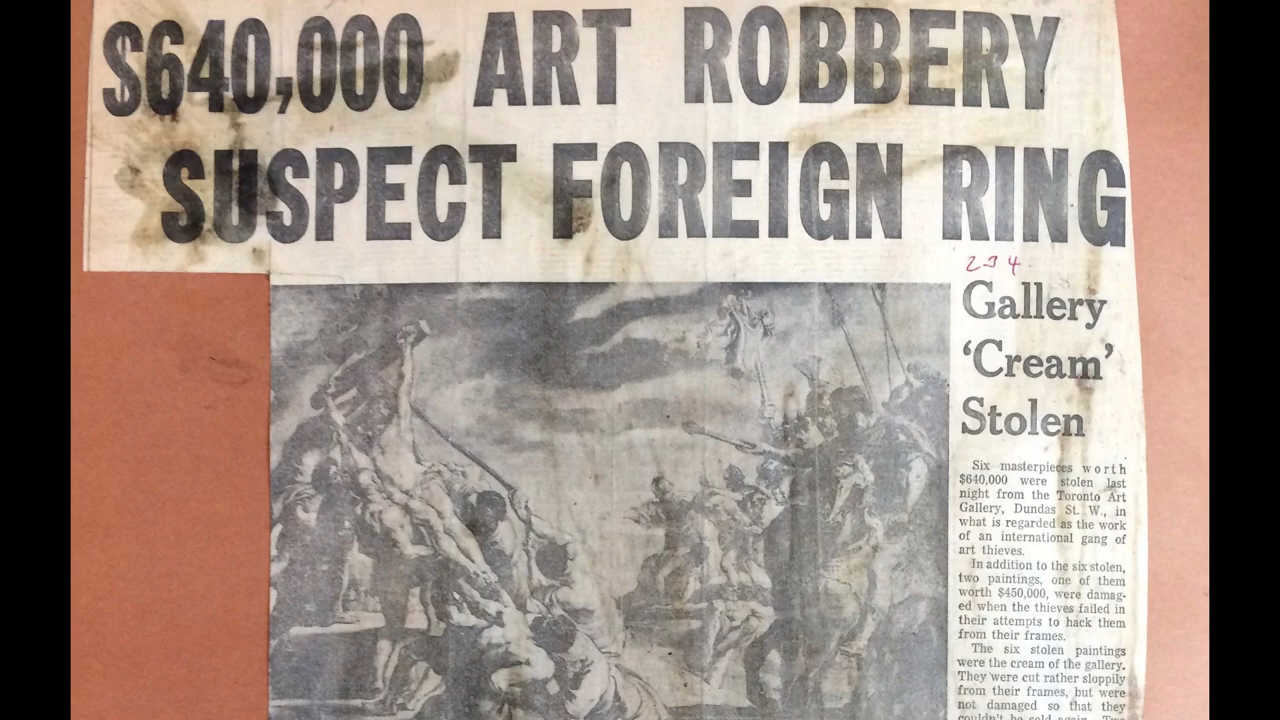 $640,000 ART ROBBERY
SUSPECT FOREIGN RING
234
Gallery
‘Cream’
Stolen
Six masterpieces worth
$640,000 were stolen last
night from the Toronto Art
Gallery, Dundas St. W., in
what is regarded as the work
of an international gang of
art thieves.
In addition to the six stolen,
two paintings, one of them
worth $450,000, were damag-
ed when the thieves failed in
their attempts to hack them
from their frames.
The six stolen paintings
were the cream of the gallery.
They were cut rather sloppily
from their frames, but were
not damaged so that they
couldn't be sold again. Two